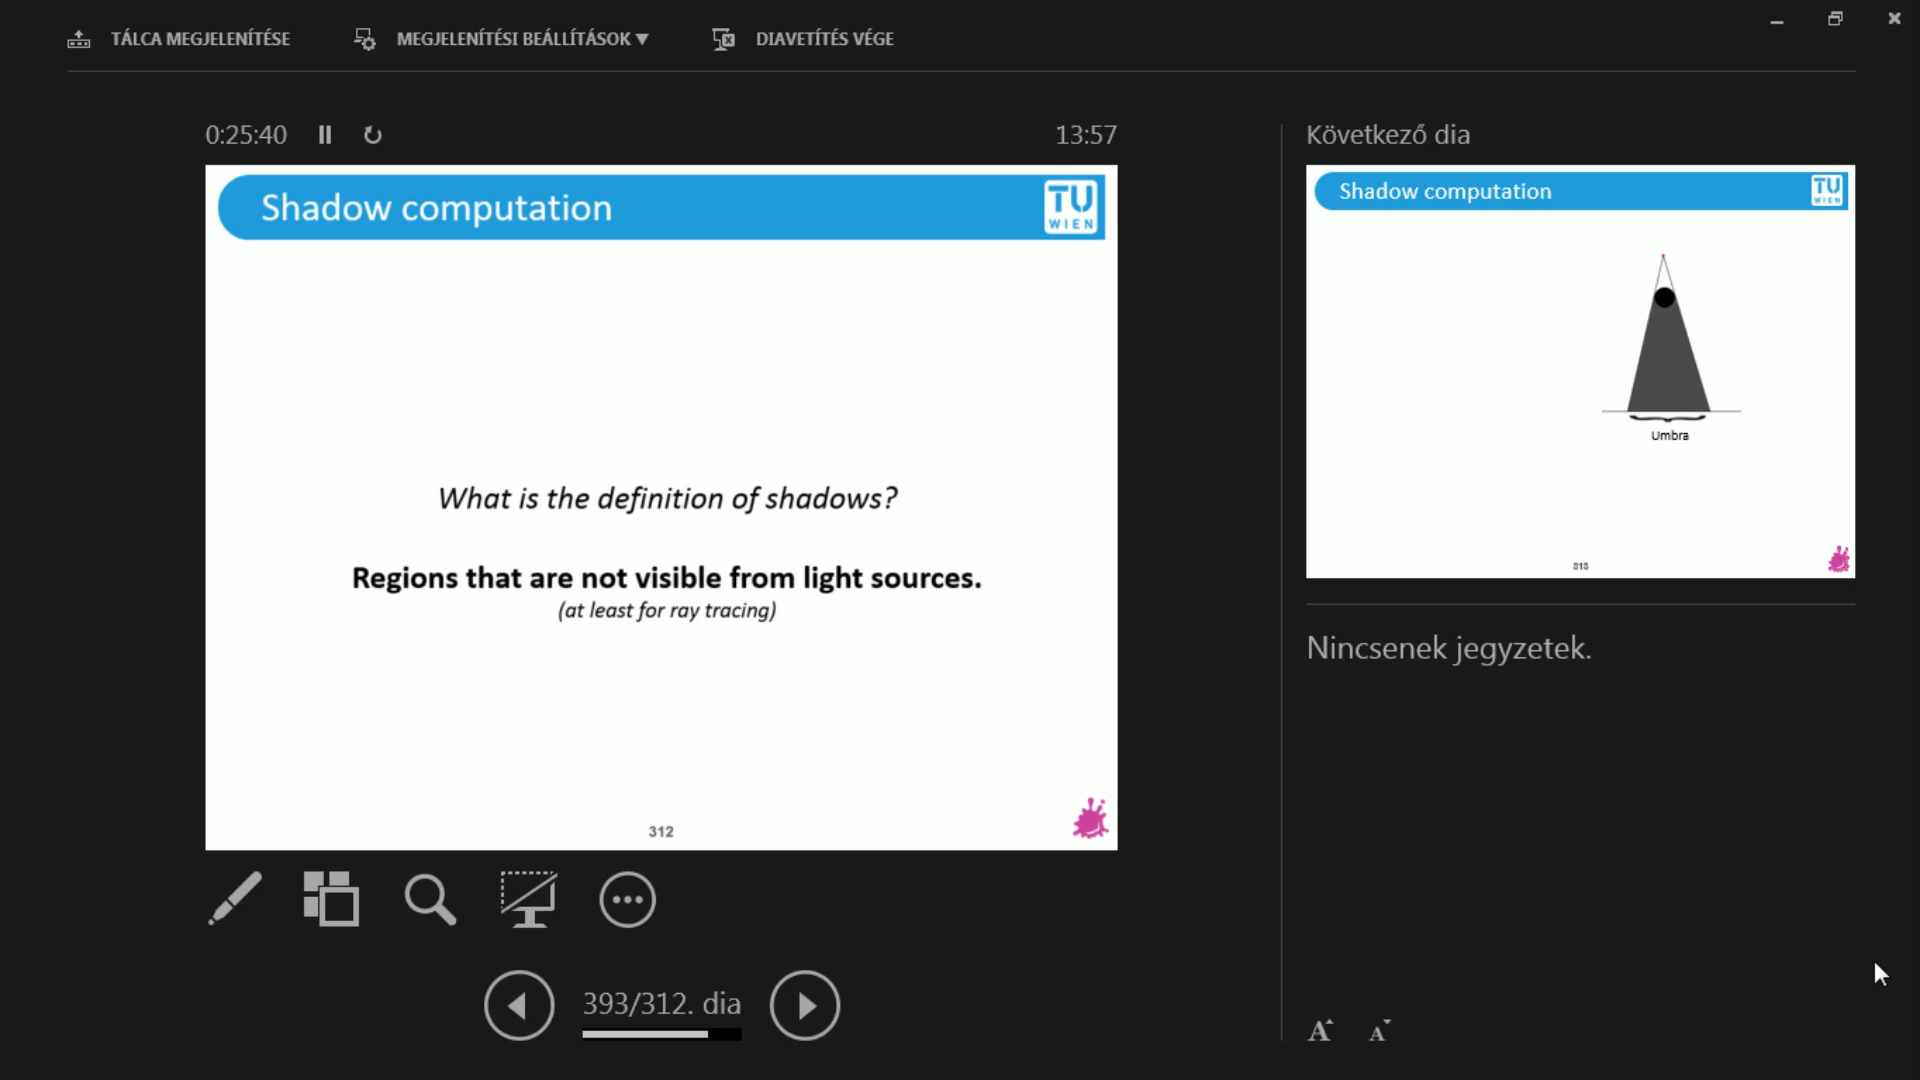 TÁLCA MEGJELENÍTÉSE
MEGJELENÍTÉSI BEÁLLÍTÁSOK
DIAVETÍTÉS VÉGE
0:25:40
13:57
Shadow computation
TU
WIEN
What is the definition of shadows?
Regions that are not visible from light sources.
(at least for ray tracing)
312
393/312. dia
Következő dia
Shadow computation
TU
WIEN
Umbra
313
Nincsenek jegyzetek.
A
A